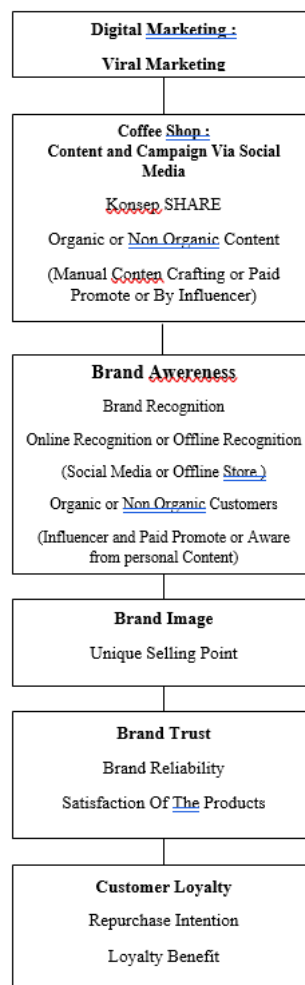 Digital Marketing :
Viral Marketing
Coffee Shop :
Content and Campaign Via Social
Media
Konsep SHARE
Organic or Non Organic Content
(Manual Conten Crafting or Paid
Promote or By Influencer)
Brand Awereness
Brand Recognition
Online Recognition or Offline Recognition
(Social Media or Offline Store.)
Organic or Non Organic Customers
(Influencer and Paid Promote or Aware
from personal Content)
Brand Image
Unique Selling Point
Brand Trust
Brand Reliability
Satisfaction Of The Products
Customer Loyalty
Repurchase Intention
Loyalty Benefit